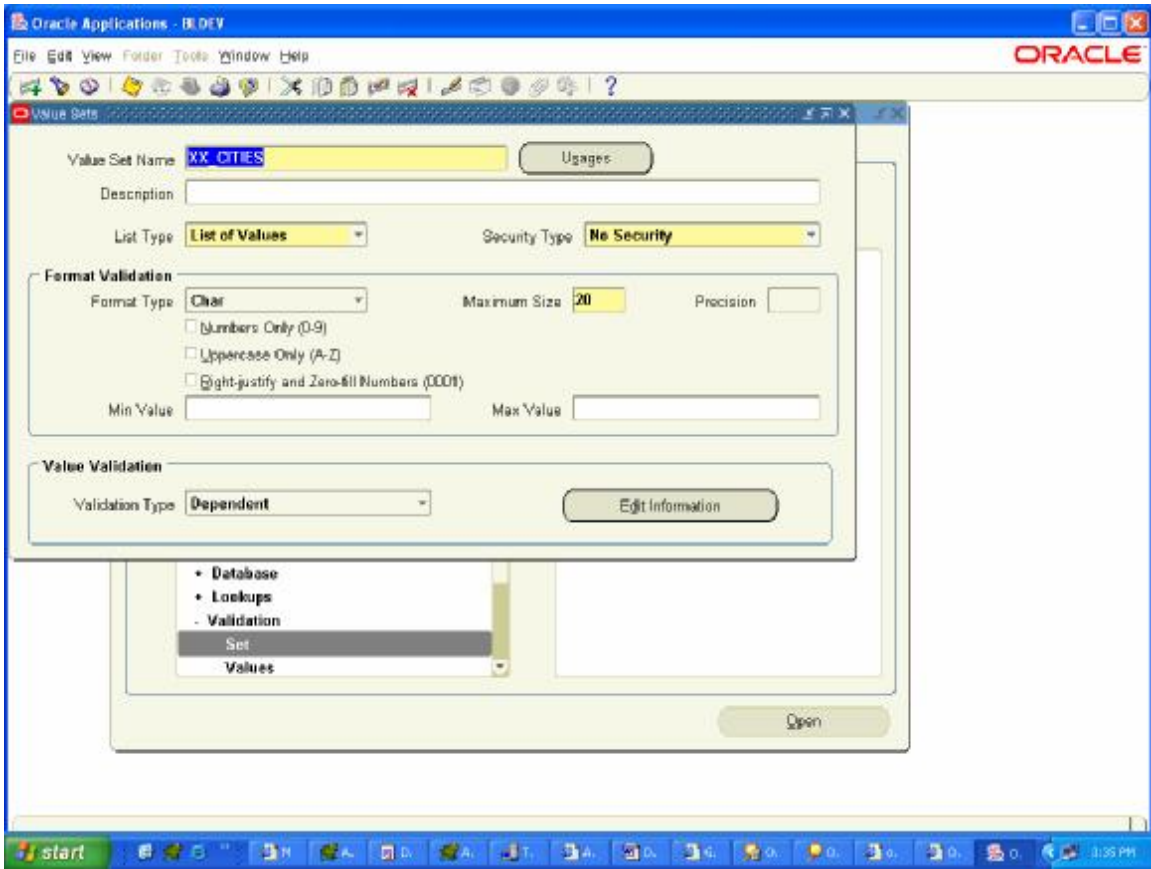 Oracle Applications - BLDEV
File Edit View Folder Tools Window Help
ORACLE
Value Sets
Value Set Name XX_CITIES Usages
Description
List Type List of Values Security Type No Security
Format Validation
Format Type Char Maximum Size 20 Precision
Numbers Only (0-9)
Uppercase Only (A-Z)
Right-justify and Zero-fill Numbers (0001)
Min Value Max Value
Value Validation
Validation Type Dependent Edit Information
+ Database
+ Lookups
- Validation
Set
Values
Open
start N A. D. A. T. A. D. G. O. O. o. O. O. 3:35 PM